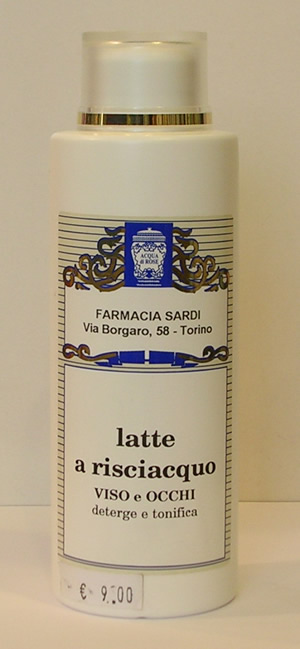 ACQUA
di ROSE
FARMACIA SARDI
Via Borgaro, 58 - Torino
latte
a risciacquo
VISO e OCCHI
deterge e tonifica
€ 9.00